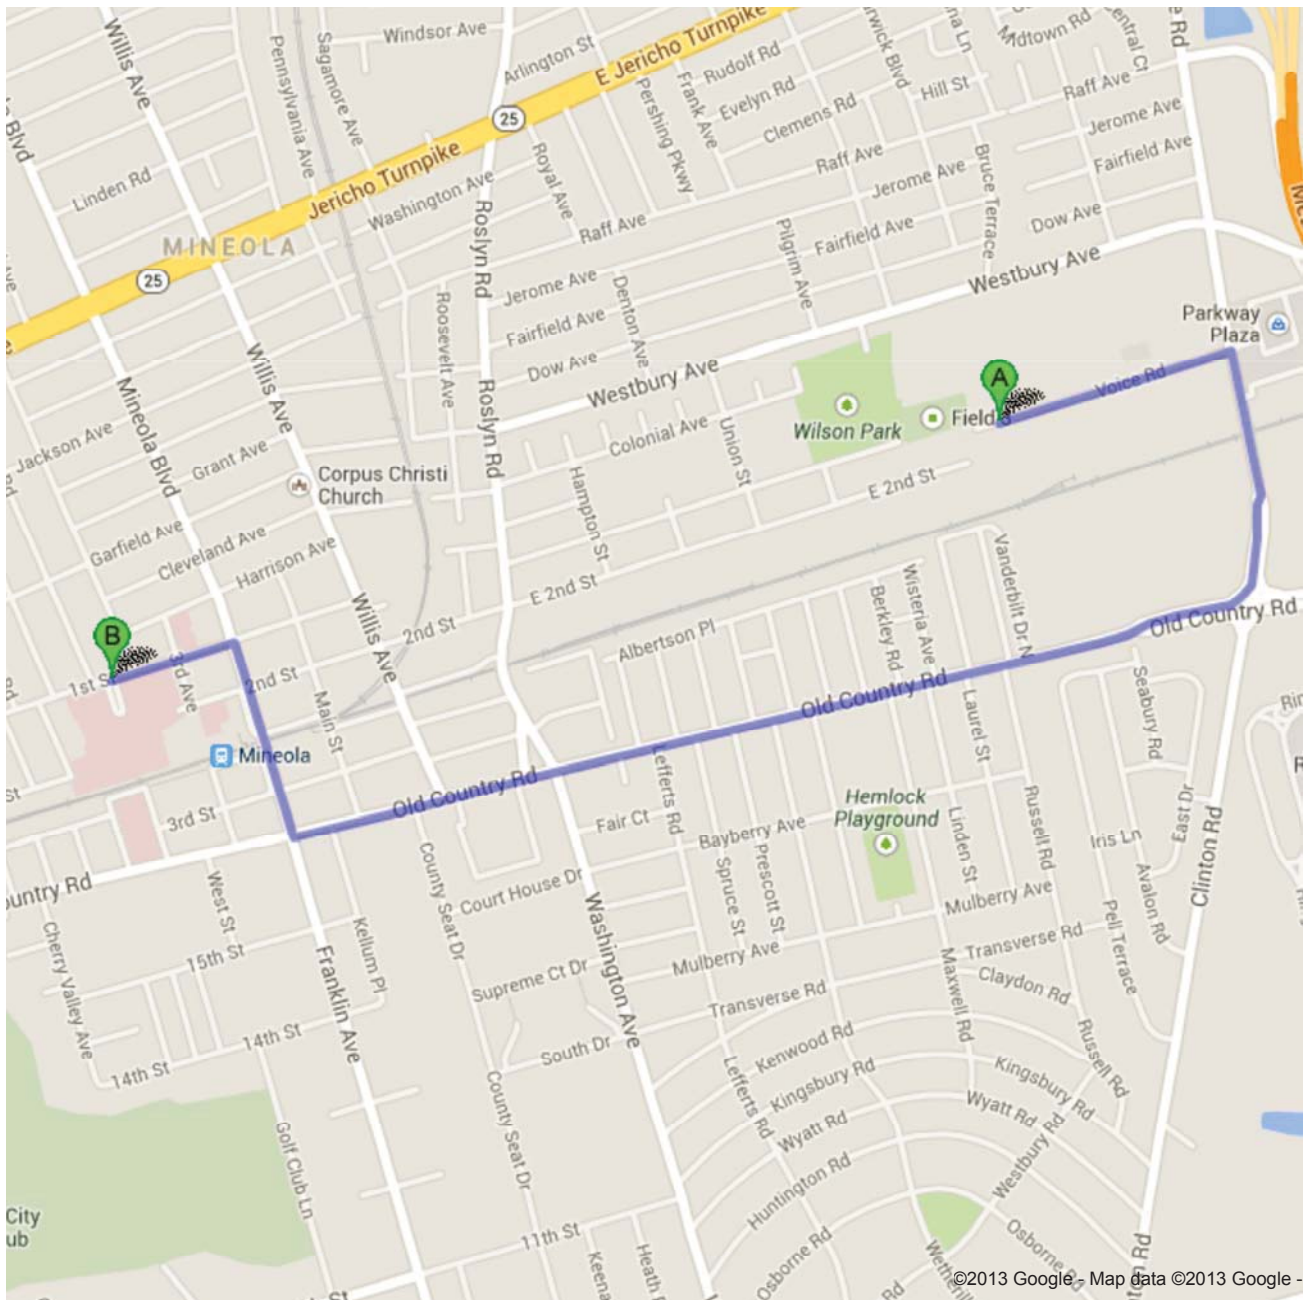 Willis Ave
Pennsylvania Ave
Sagamore Ave
Windsor Ave
Arlington St
E Jericho Turnpike
Rudolf Rd
Midtown Rd
Central Ct
Hill St
Raff Ave
Jerome Ave
Fairfield Ave
Frank Ave
Pershing Pkwy
Evelyn Rd
Clemens Rd
25
Linden Rd
Jericho Turnpike
Washington Ave
Royal Ave
Raff Ave
Raff Ave
Jerome Ave
Bruce Terrace
Dow Ave
MINEOLA
25
Roslyn Rd
Jerome Ave
Denton Ave
Pilgrim Ave
Fairfield Ave
Westbury Ave
Roosevelt Ave
Fairfield Ave
Dow Ave
Westbury Ave
Parkway
Plaza
Willis Ave
Mineola Blvd
Roslyn Rd
A
Voice Rd
Wilson Park
Field
Jackson Ave
Grant Ave
Corpus Christi
Church
Colonial Ave
Union St
Hampton St
E 2nd St
Garfield Ave
Cleveland Ave
Harrison Ave
Willis Ave
2nd St
E 2nd St
Albertson Pl
Berkley Rd
Wisteria Ave
Vanderbilt Dr N
Old Country Rd
B
1st St
3rd Ave
2nd St
Main St
Mineola
3rd St
Old Country Rd
Old Country Rd
Lefferts Rd
Laurel St
Seabury Rd
East Dr
Clinton Rd
Fair Ct
Bayberry Ave
Hemlock
Playground
Linden St
Russell Rd
Iris Ln
Avalon Rd
ountry Rd
West St
County Seat Dr
Court House Dr
Spruce St
Prescott St
Mulberry Ave
Pell Terrace
Cherry Valley Ave
15th St
Kellum Pl
Franklin Ave
Washington Ave
Supreme Ct Dr
Mulberry Ave
Transverse Rd
Transverse Rd
Maxwell Rd
Claydon Rd
14th St
14th St
South Dr
Kenwood Rd
Kingsbury Rd
Wyatt Rd
Huntington Rd
Lefferts Rd
Russell Rd
Kingsbury Rd
Wyatt Rd
Westbury Rd
County Seat Dr
Golf Club Ln
City
ub
11th St
Heath
Osborne Rd
Osborne Rd
©2013 Google - Map data ©2013 Google -